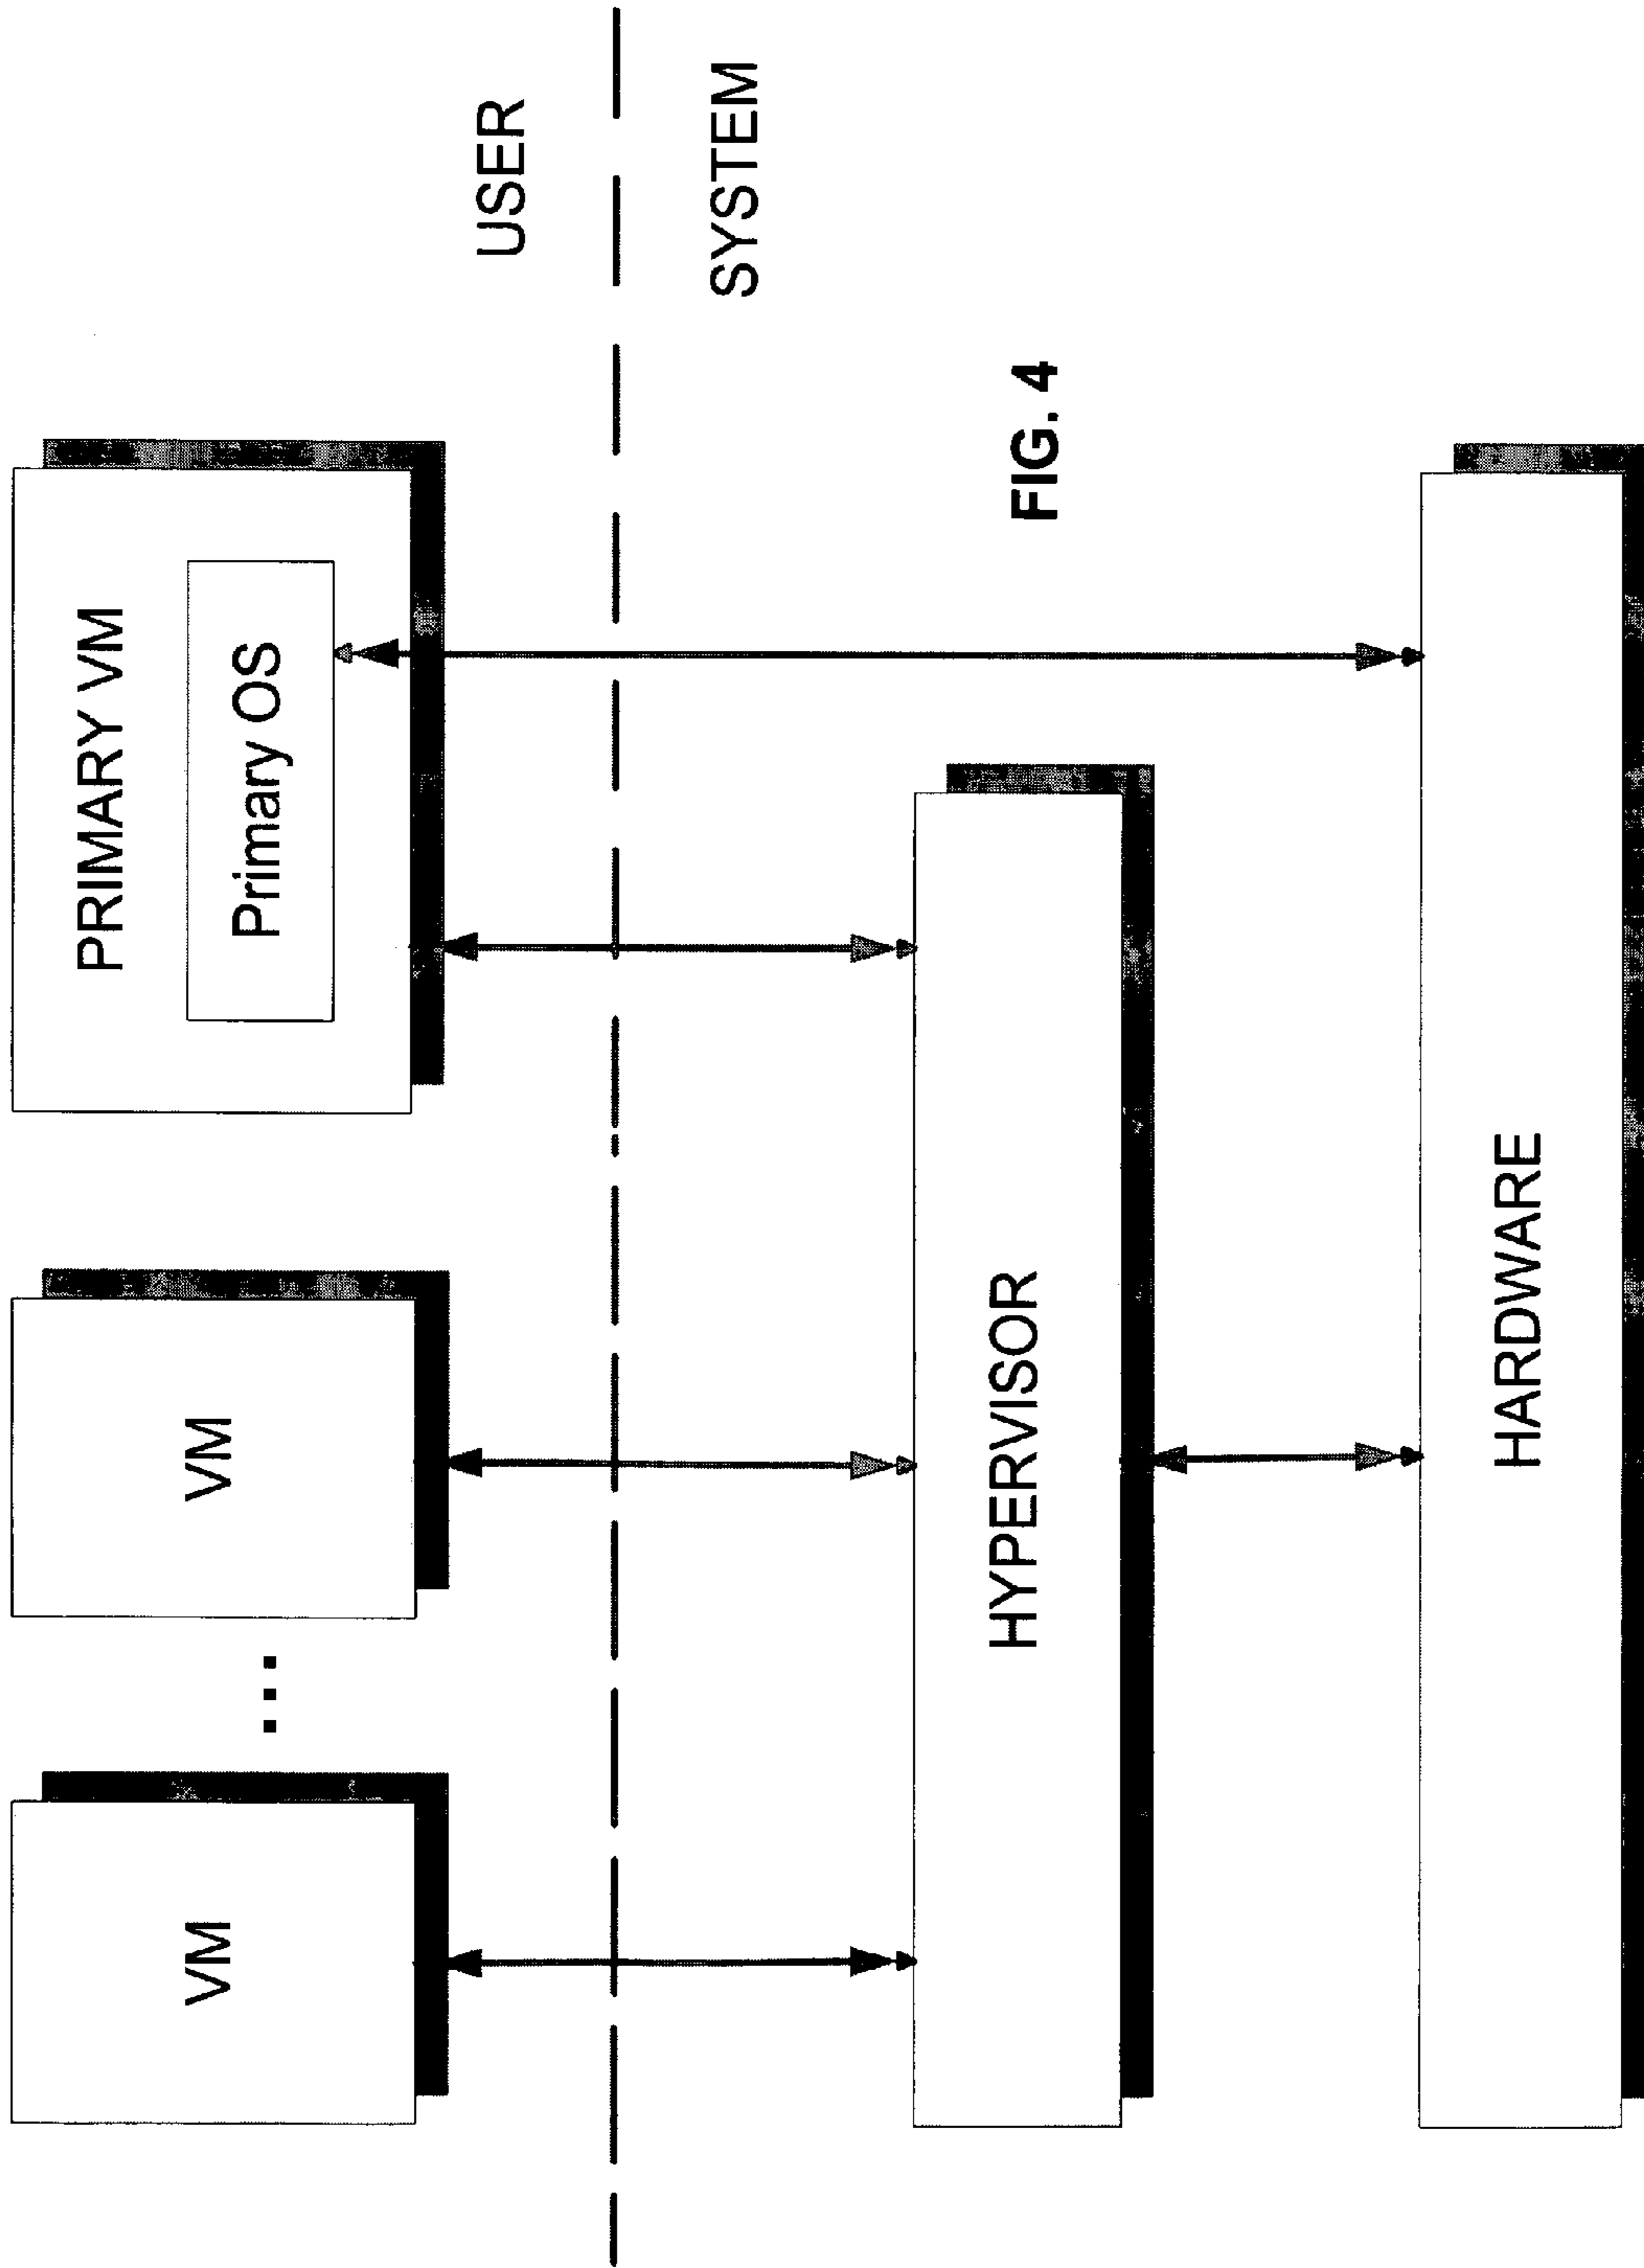 VM
...
VM
PRIMARY VM
Primary OS
USER
SYSTEM
HYPERVISOR
FIG. 4
HARDWARE